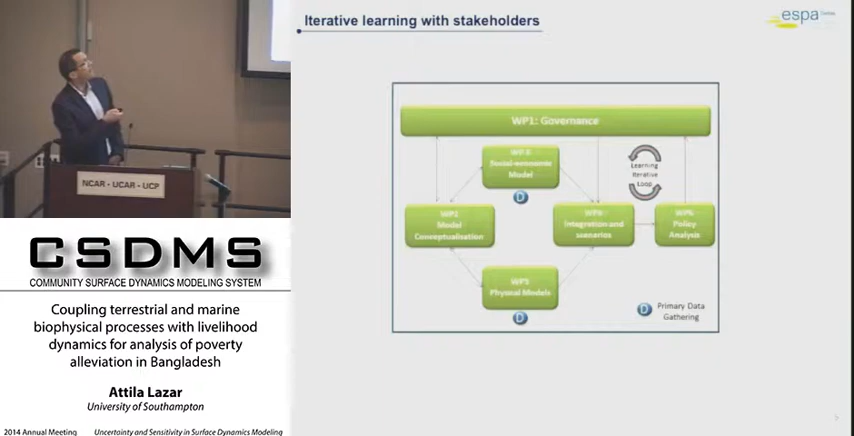 Iterative learning with stakeholders
espa
WP1: Governance
Social-economic
Model
D
Learning
Iterative
Loop
WP2
Model
Conceptualisation
Integration and
scenarios
Policy
Analysis
Physical Models
D
D Primary Data
Gathering
NCAR - UCAR - UCP
CSDMS
COMMUNITY SURFACE DYNAMICS MODELING SYSTEM
Coupling terrestrial and marine
biophysical processes with livelihood
dynamics for analysis of poverty
alleviation in Bangladesh
Attila Lazar
University of Southampton
2014 Annual Meeting Uncertainty and Sensitivity in Surface Dynamics Modeling